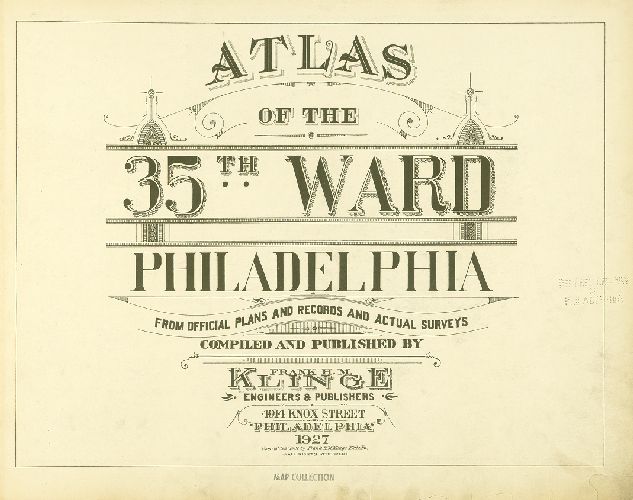 ATLAS
OF THE
35TH WARD
PHILADELPHIA
FROM OFFICIAL PLANS AND RECORDS AND ACTUAL SURVEYS
COMPILED AND PUBLISHED BY
FRANK H. M.
KLINGE
ENGINEERS & PUBLISHERS
KNOX STREET
PHILADELPHIA
1927
MAP COLLECTION